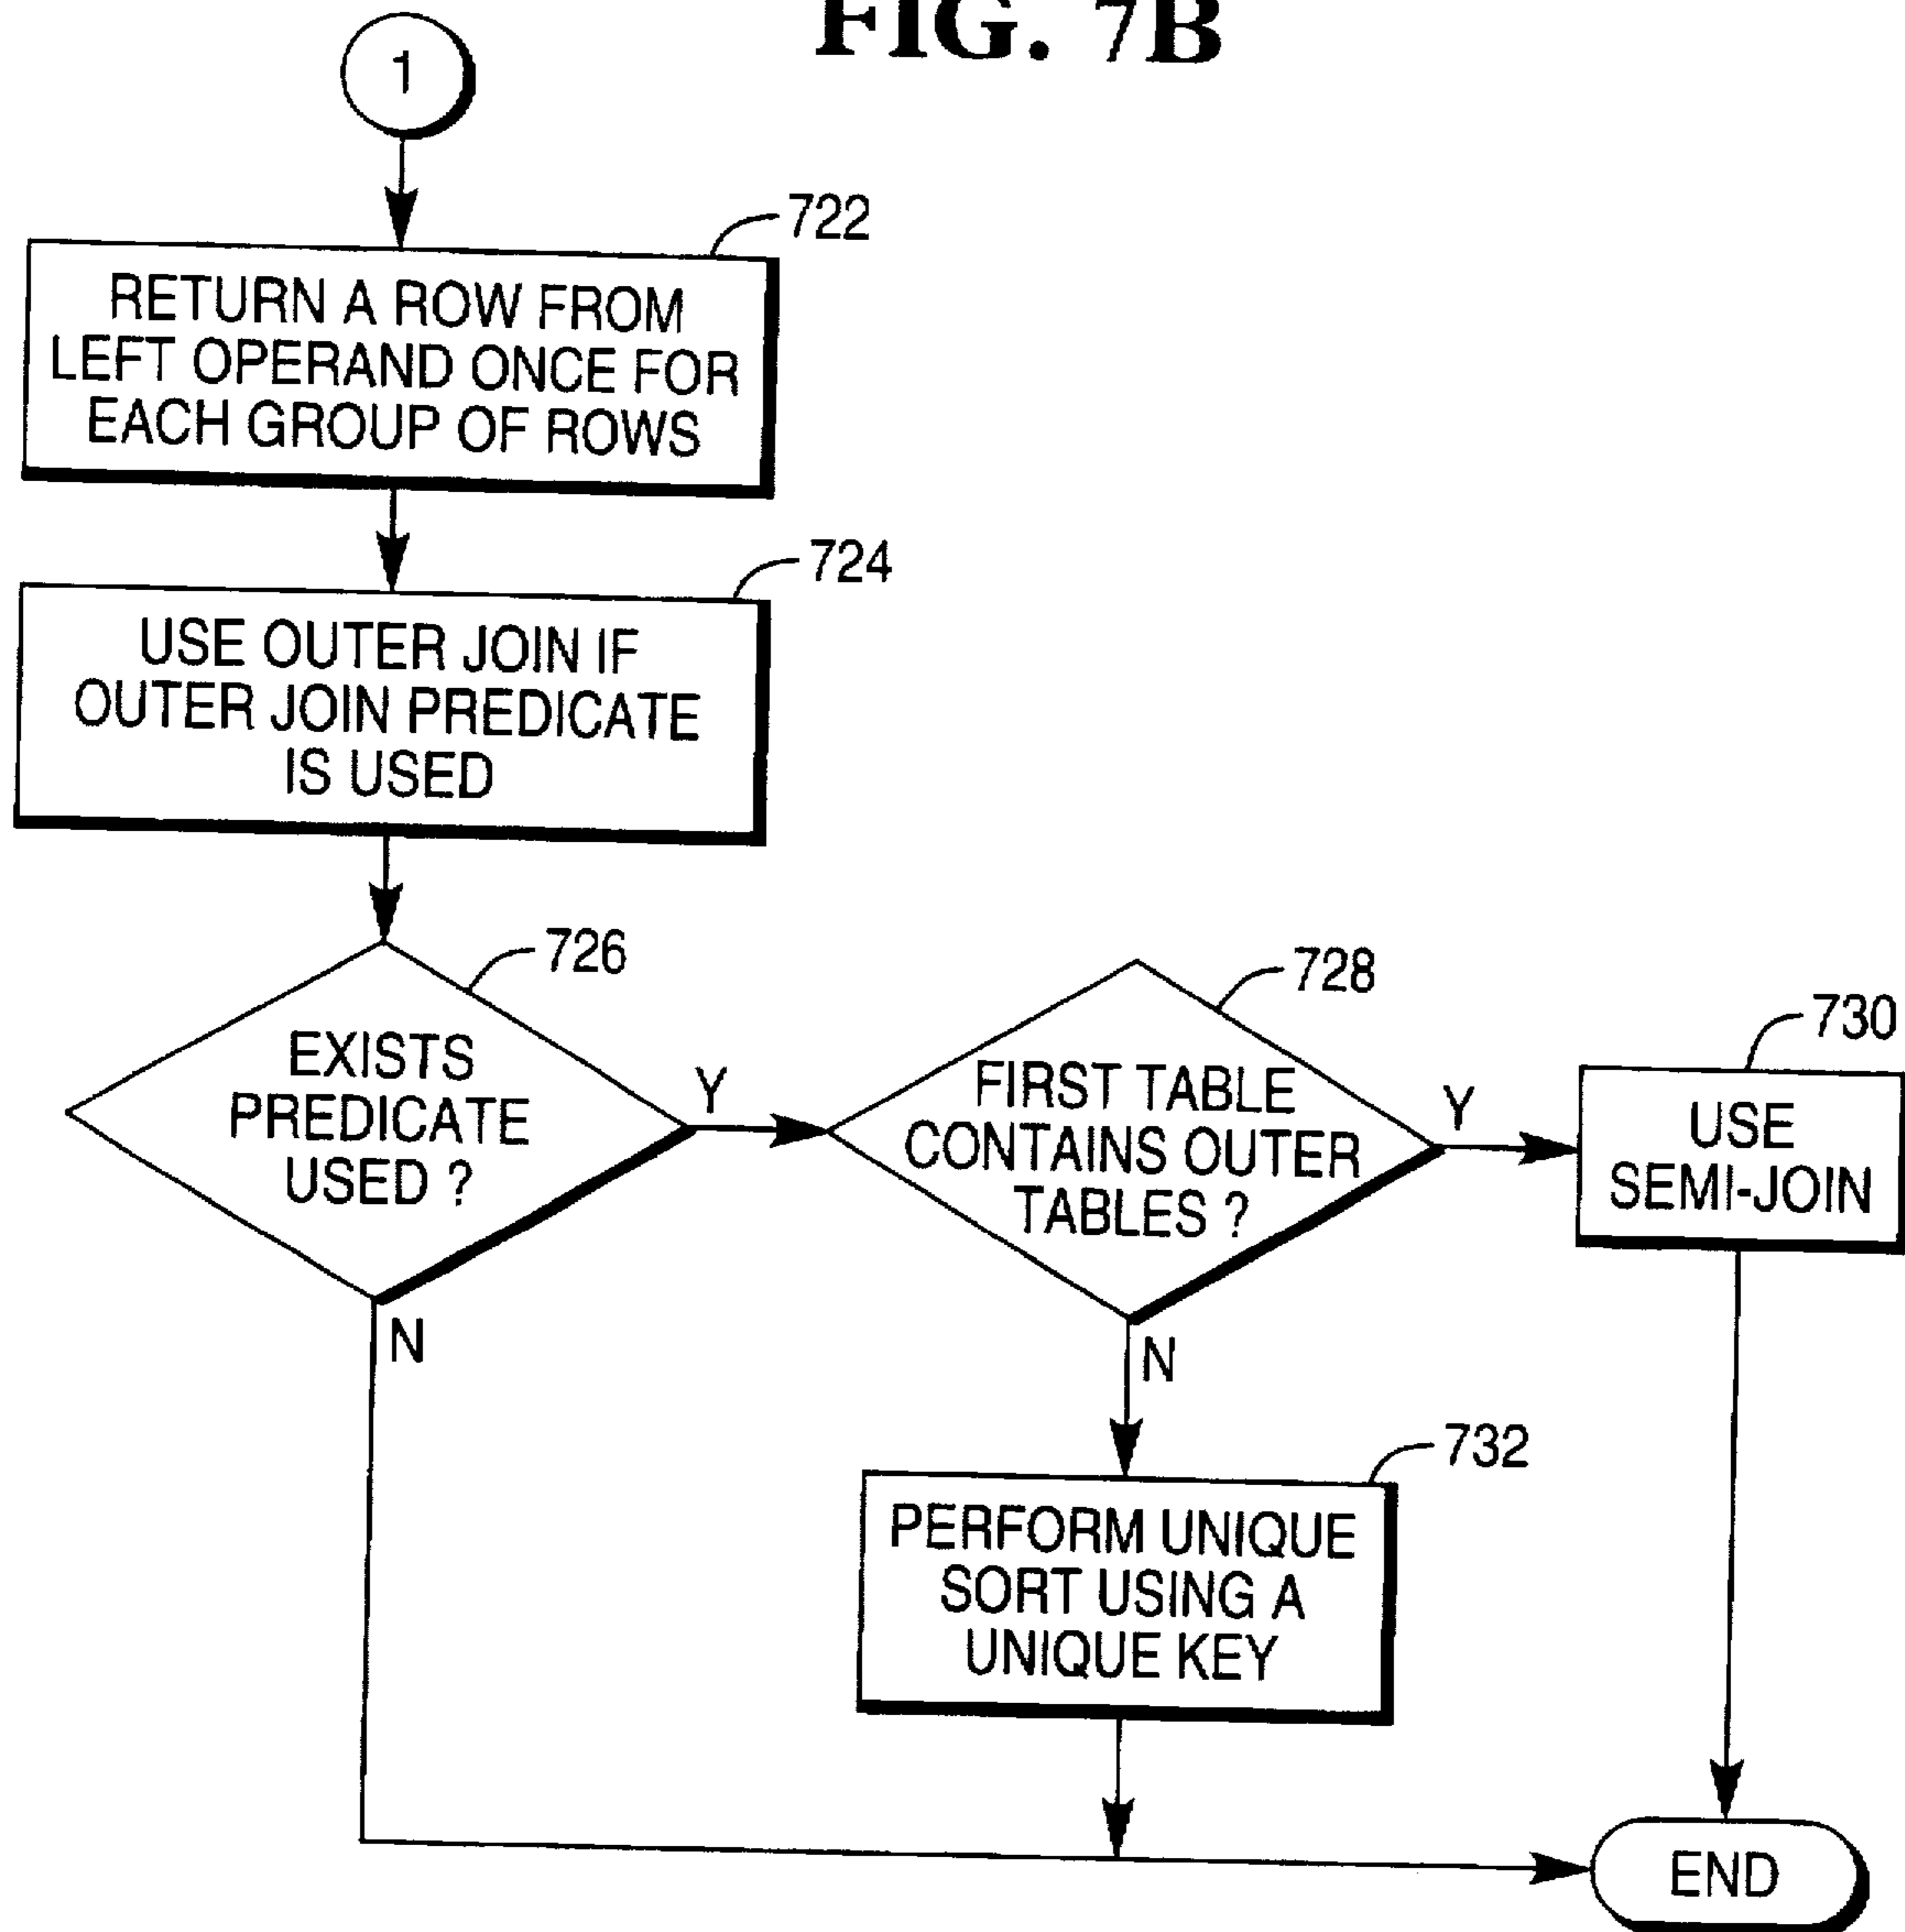 FIG. 7B
1
722
RETURN A ROW FROM
LEFT OPERAND ONCE FOR
EACH GROUP OF ROWS
724
USE OUTER JOIN IF
OUTER JOIN PREDICATE
IS USED
726
EXISTS
PREDICATE
USED ?
Y
N
728
FIRST TABLE
CONTAINS OUTER
TABLES ?
Y
N
730
USE
SEMI-JOIN
732
PERFORM UNIQUE
SORT USING A
UNIQUE KEY
END